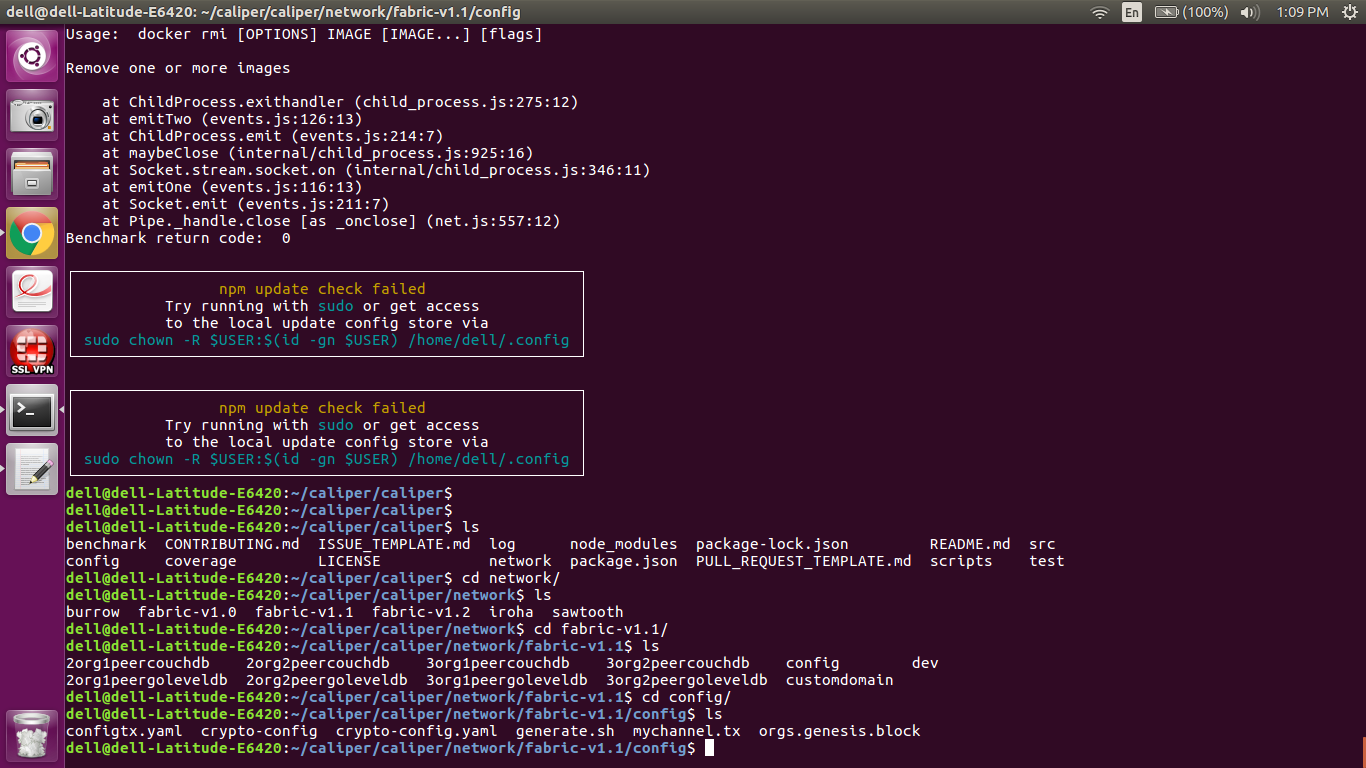 dell@dell-Latitude-E6420: ~/caliper/caliper/network/fabric-v1.1/config
En
(100%)
1:09 PM
SSL VPN
Usage:  docker rmi [OPTIONS] IMAGE [IMAGE...] [flags]
Remove one or more images
    at ChildProcess.exithandler (child_process.js:275:12)
    at emitTwo (events.js:126:13)
    at ChildProcess.emit (events.js:214:7)
    at maybeClose (internal/child_process.js:925:16)
    at Socket.stream.socket.on (internal/child_process.js:346:11)
    at emitOne (events.js:116:13)
    at Socket.emit (events.js:211:7)
    at Pipe._handle.close [as _onclose] (net.js:557:12)
Benchmark return code:  0
npm update check failed
Try running with sudo or get access
to the local update config store via
sudo chown -R $USER:$(id -gn $USER) /home/dell/.config
npm update check failed
Try running with sudo or get access
to the local update config store via
sudo chown -R $USER:$(id -gn $USER) /home/dell/.config
dell@dell-Latitude-E6420:~/caliper/caliper$
dell@dell-Latitude-E6420:~/caliper/caliper$
dell@dell-Latitude-E6420:~/caliper/caliper$ ls
benchmark  CONTRIBUTING.md  ISSUE_TEMPLATE.md  log      node_modules  package-lock.json         README.md  src
config     coverage         LICENSE            network  package.json  PULL_REQUEST_TEMPLATE.md  scripts    test
dell@dell-Latitude-E6420:~/caliper/caliper$ cd network/
dell@dell-Latitude-E6420:~/caliper/caliper/network$ ls
burrow  fabric-v1.0  fabric-v1.1  fabric-v1.2  iroha  sawtooth
dell@dell-Latitude-E6420:~/caliper/caliper/network$ cd fabric-v1.1/
dell@dell-Latitude-E6420:~/caliper/caliper/network/fabric-v1.1$ ls
2org1peercouchdb    2org2peercouchdb    3org1peercouchdb    3org2peercouchdb    config        dev
2org1peergoleveldb  2org2peergoleveldb  3org1peergoleveldb  3org2peergoleveldb  customdomain
dell@dell-Latitude-E6420:~/caliper/caliper/network/fabric-v1.1$ cd config/
dell@dell-Latitude-E6420:~/caliper/caliper/network/fabric-v1.1/config$ ls
configtx.yaml  crypto-config  crypto-config.yaml  generate.sh  mychannel.tx  orgs.genesis.block
dell@dell-Latitude-E6420:~/caliper/caliper/network/fabric-v1.1/config$